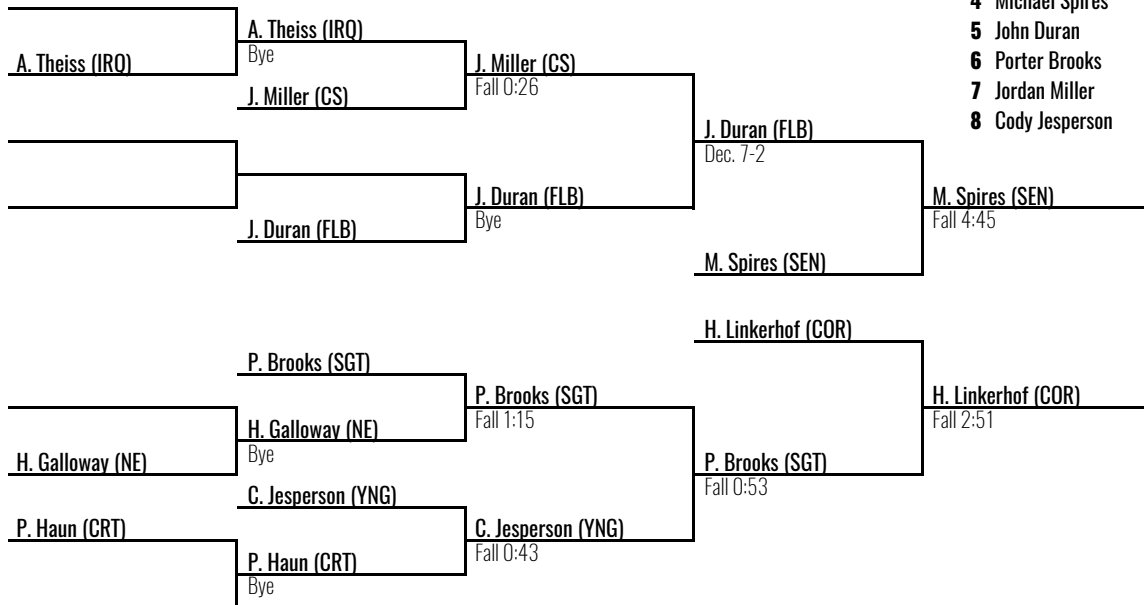 4 Michael Spires
5 John Duran
6 Porter Brooks
7 Jordan Miller
8 Cody Jesperson
A. Theiss (IRQ)
A. Theiss (IRQ)
Bye
J. Miller (CS)
J. Miller (CS)
Fall 0:26
J. Duran (FLB)
J. Duran (FLB)
Bye
J. Duran (FLB)
Dec. 7-2
M. Spires (SEN)
M. Spires (SEN)
Fall 4:45
H. Linkerhof (COR)
P. Brooks (SGT)
P. Brooks (SGT)
Fall 1:15
H. Linkerhof (COR)
Fall 2:51
H. Galloway (NE)
Bye
H. Galloway (NE)
P. Brooks (SGT)
Fall 0:53
C. Jesperson (YNG)
P. Haun (CRT)
C. Jesperson (YNG)
Fall 0:43
P. Haun (CRT)
Bye